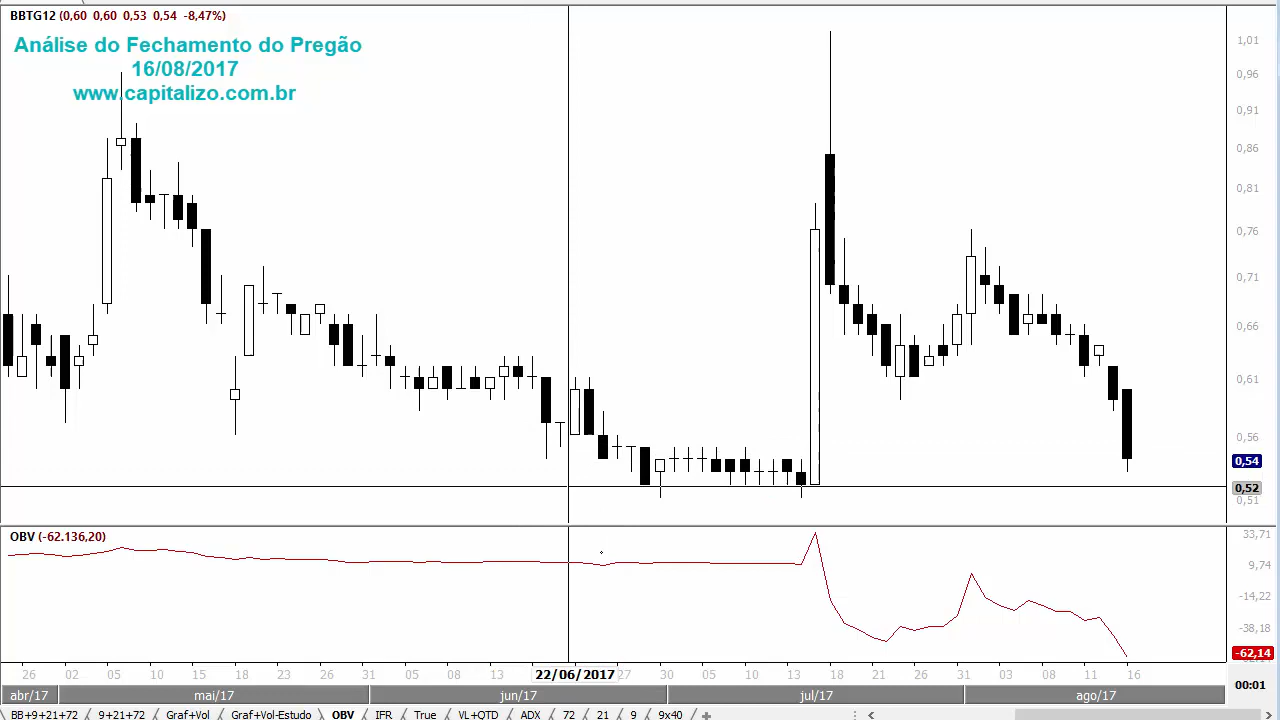 BBTG12 (0,60 0,60 0,53 0,54 -8,47%)
Análise do Fechamento do Pregão
16/08/2017
www.capitalizo.com.br
1,01
0,96
0,91
0,86
0,81
0,76
0,71
0,66
0,61
0,56
0,54
0,52
0,51
OBV (-62.136,20)
33,71
9,74
-14,22
-38,18
-62,14
26 02 05 10 15 18 23 26 31 05 08 13 22/06/2017 27 30 05 10 13 18 21 26 31 03 08 11 16
abr/17 mai/17 jun/17 jul/17 ago/17
00:01
BB+9+21+72 9+21+72 Graf+Vol Graf+Vol-Estudo OBV IFR True VL+QTD ADX 72 21 9 9x40